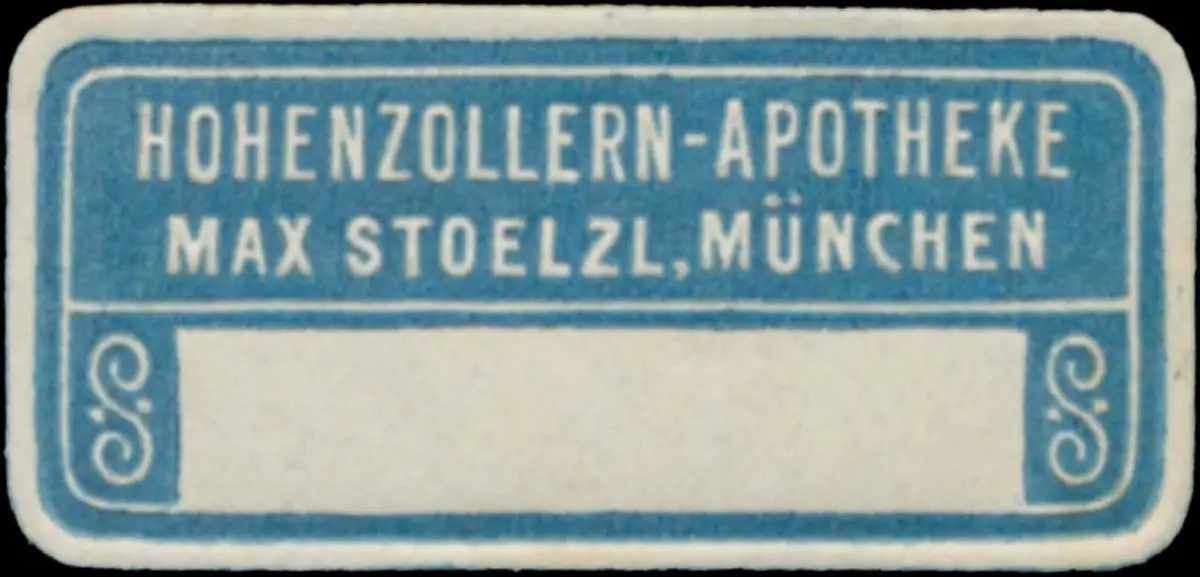 HOHENZOLLERN-APOTHEKE
MAX STOELZL, MÜNCHEN